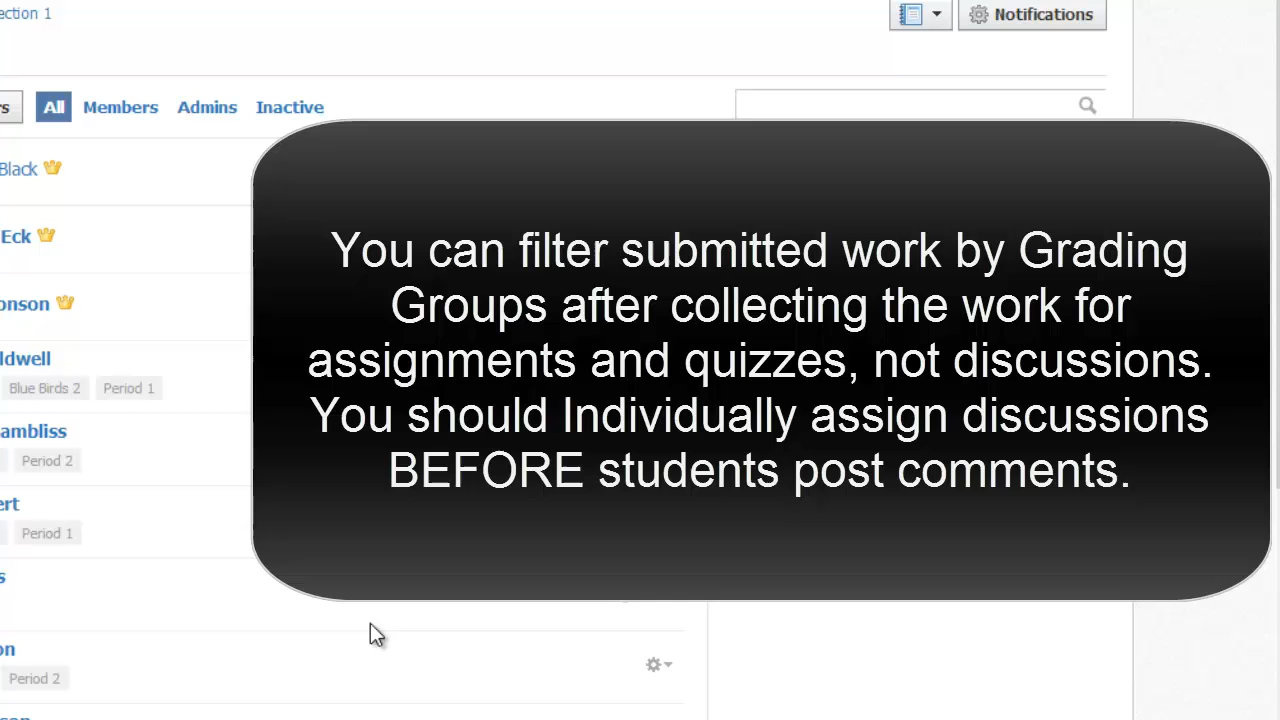 ection 1
Notifications
s
All Members Admins Inactive
Black
Eck
You can filter submitted work by Grading
Groups after collecting the work for
assignments and quizzes, not discussions.
You should Individually assign discussions
BEFORE students post comments.
onson
ldwell
Blue Birds 2 Period 1
ambliss
Period 2
ert
Period 1
s
on
Period 2